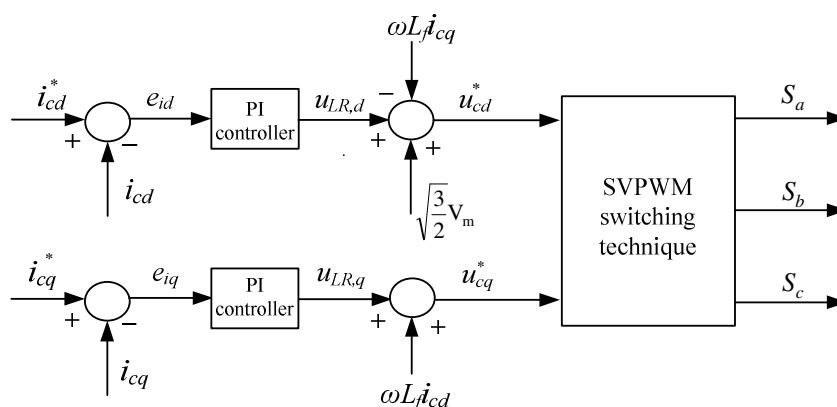 ωL_f i_cq
i*_cd
e_id
PI
controller
u_LR,d
−
u*_cd
+
−
+
+
i_cd
√(3/2) V_m
SVPWM
switching
technique
S_a
S_b
S_c
i*_cq
e_iq
PI
controller
u_LR,q
u*_cq
+
−
+
+
i_cq
ωL_f i_cd